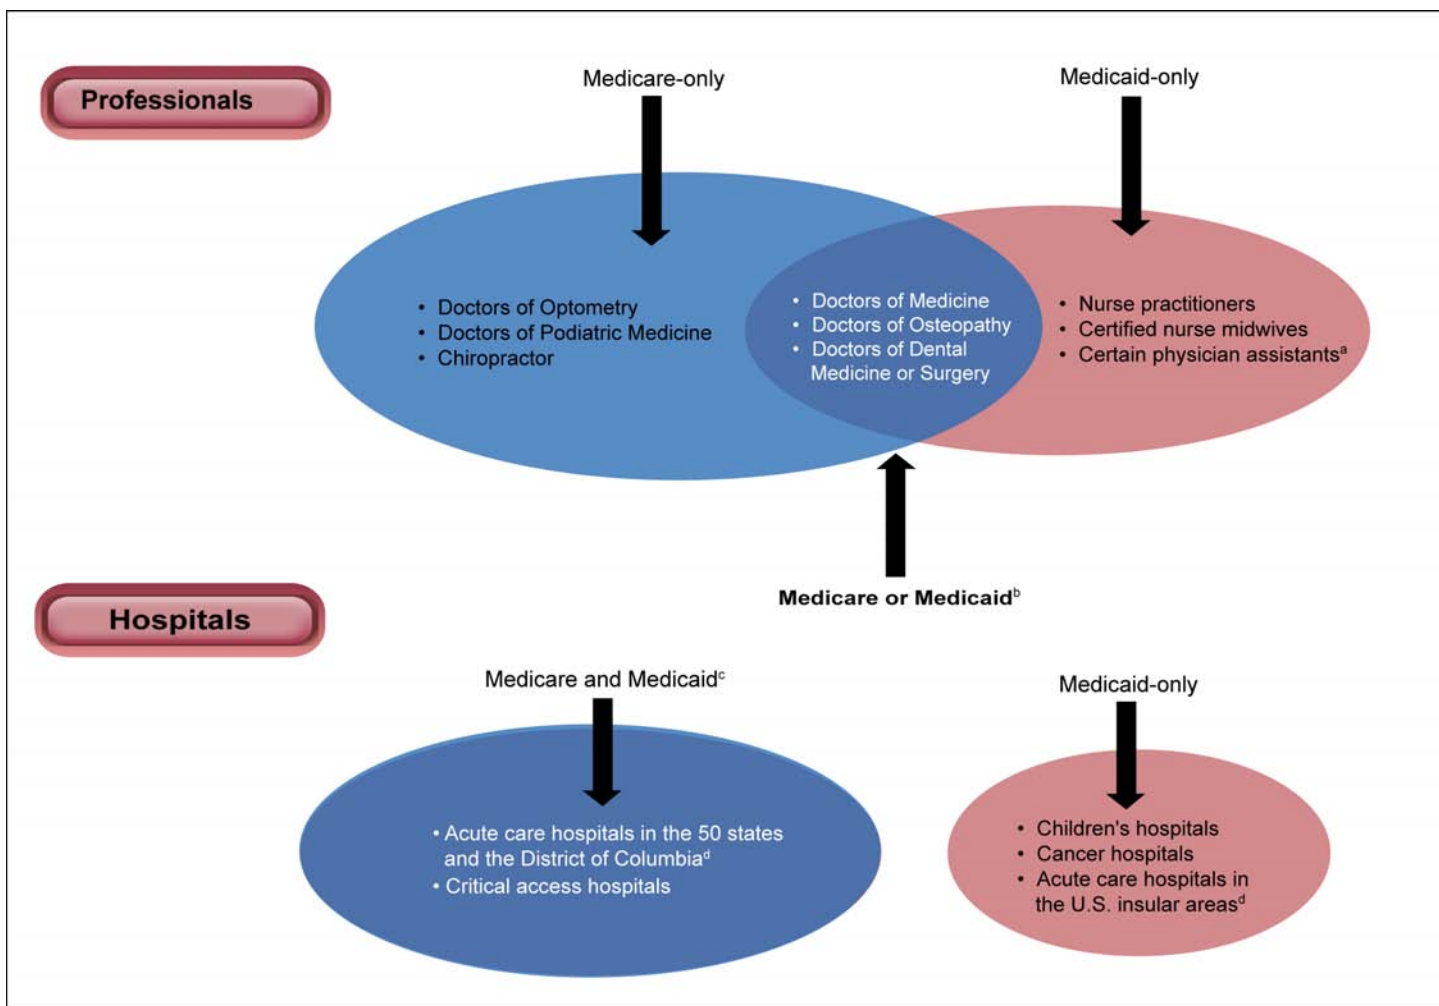 Professionals
Medicare-only
Medicaid-only
• Doctors of Optometry
• Doctors of Podiatric Medicine
• Chiropractor
• Doctors of Medicine
• Doctors of Osteopathy
• Doctors of Dental
Medicine or Surgery
• Nurse practitioners
• Certified nurse midwives
• Certain physician assistantsᵃ
Medicare or Medicaidᵇ
Hospitals
Medicare and Medicaidᶜ
Medicaid-only
• Acute care hospitals in the 50 states
and the District of Columbiaᵈ
• Critical access hospitals
• Children's hospitals
• Cancer hospitals
• Acute care hospitals in
the U.S. insular areasᵈ